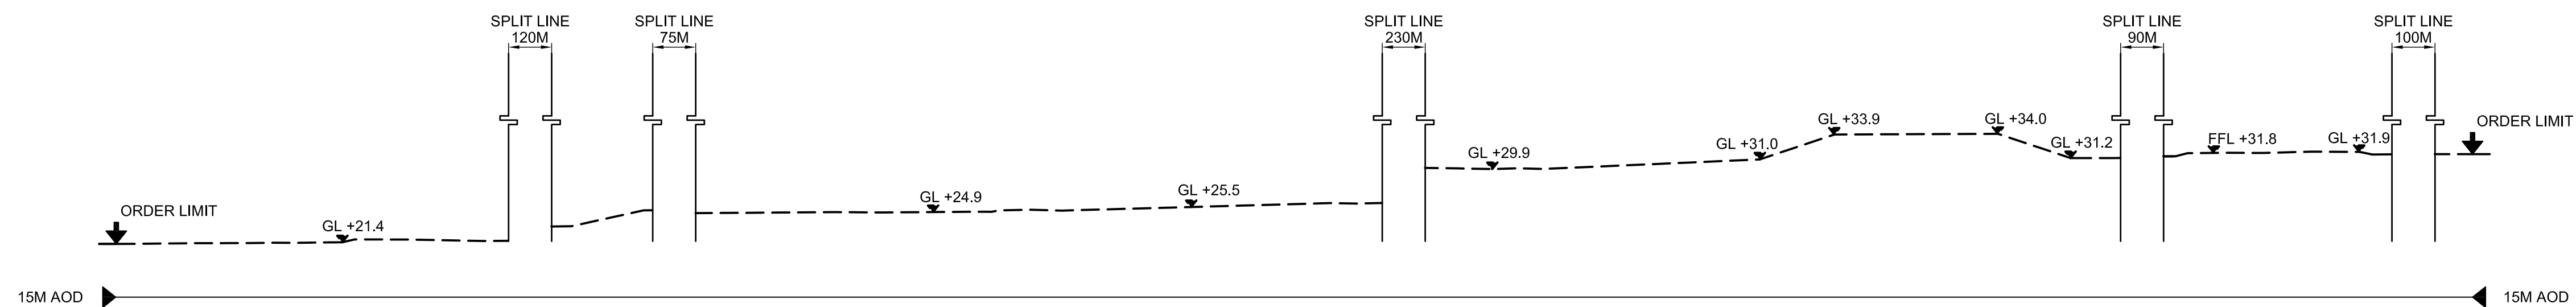 SPLIT LINE
120M
SPLIT LINE
75M
SPLIT LINE
230M
SPLIT LINE
90M
SPLIT LINE
100M
GL +33.9
GL +34.0
ORDER LIMIT
GL +31.0
GL +31.2
FFL +31.8
GL +31.9
GL +29.9
GL +25.5
GL +24.9
ORDER LIMIT
GL +21.4
15M AOD
15M AOD